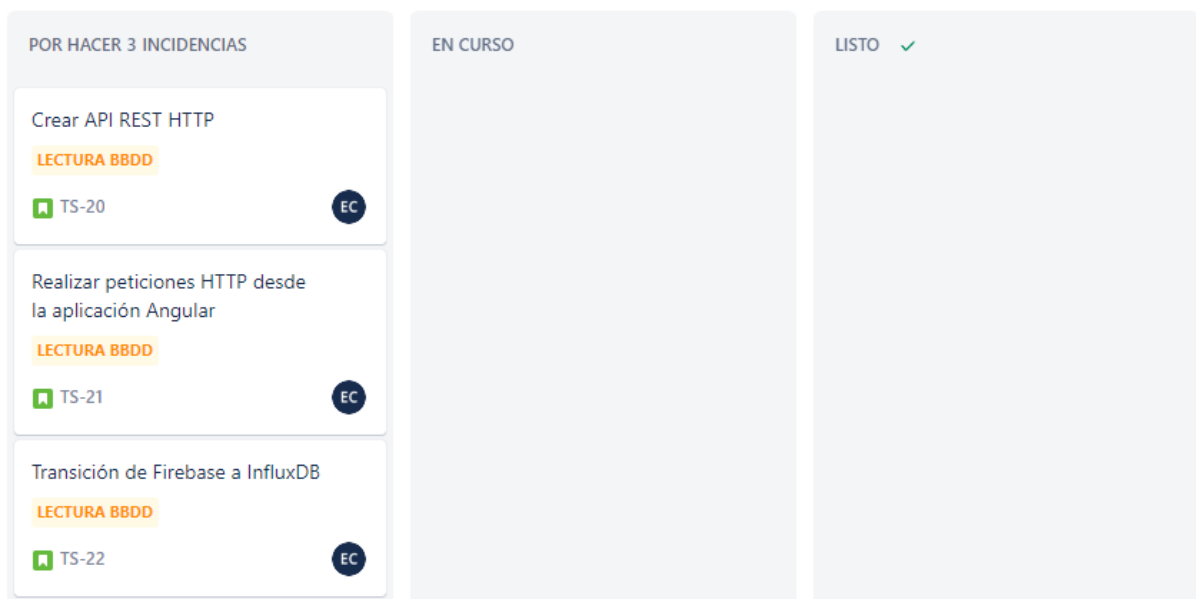 POR HACER 3 INCIDENCIAS
Crear API REST HTTP
LECTURA BBDD
TS-20
EC
Realizar peticiones HTTP desde
la aplicación Angular
LECTURA BBDD
TS-21
EC
Transición de Firebase a InfluxDB
LECTURA BBDD
TS-22
EC
EN CURSO
LISTO